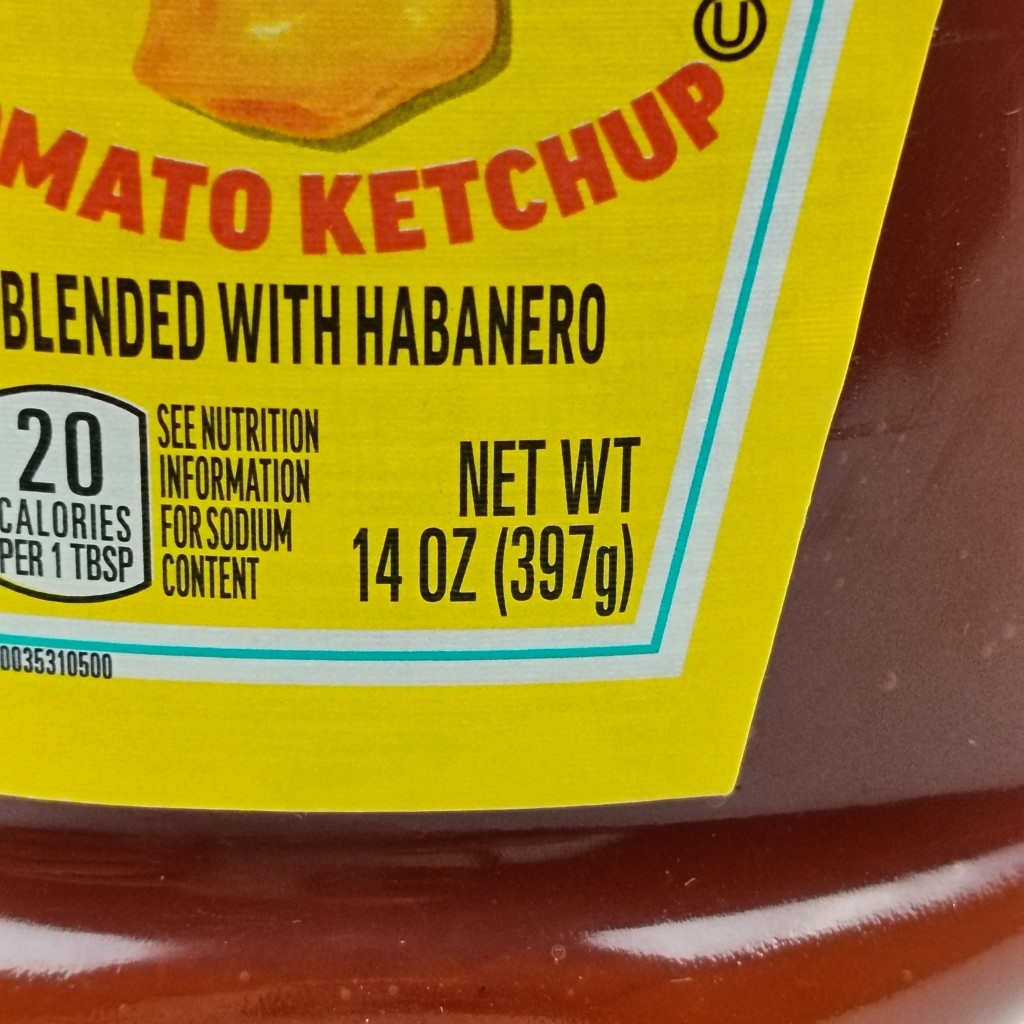 U
MATO KETCHUP
BLENDED WITH HABANERO
20
CALORIES
PER 1 TBSP
SEE NUTRITION
INFORMATION
FOR SODIUM
CONTENT
NET WT
14 OZ (397g)
0035310500